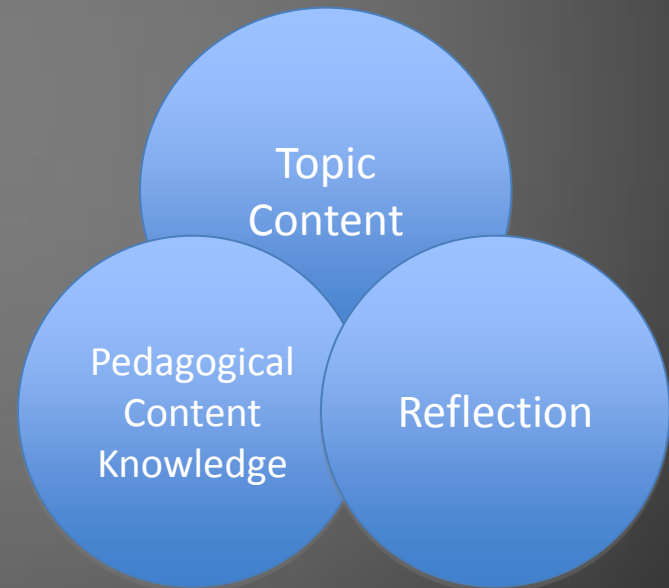 Topic
Content
Pedagogical
Content
Knowledge
Reflection